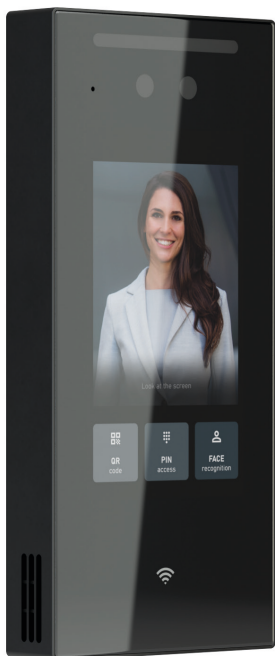 Look at the screen
QR
code
PIN
access
FACE
recognition